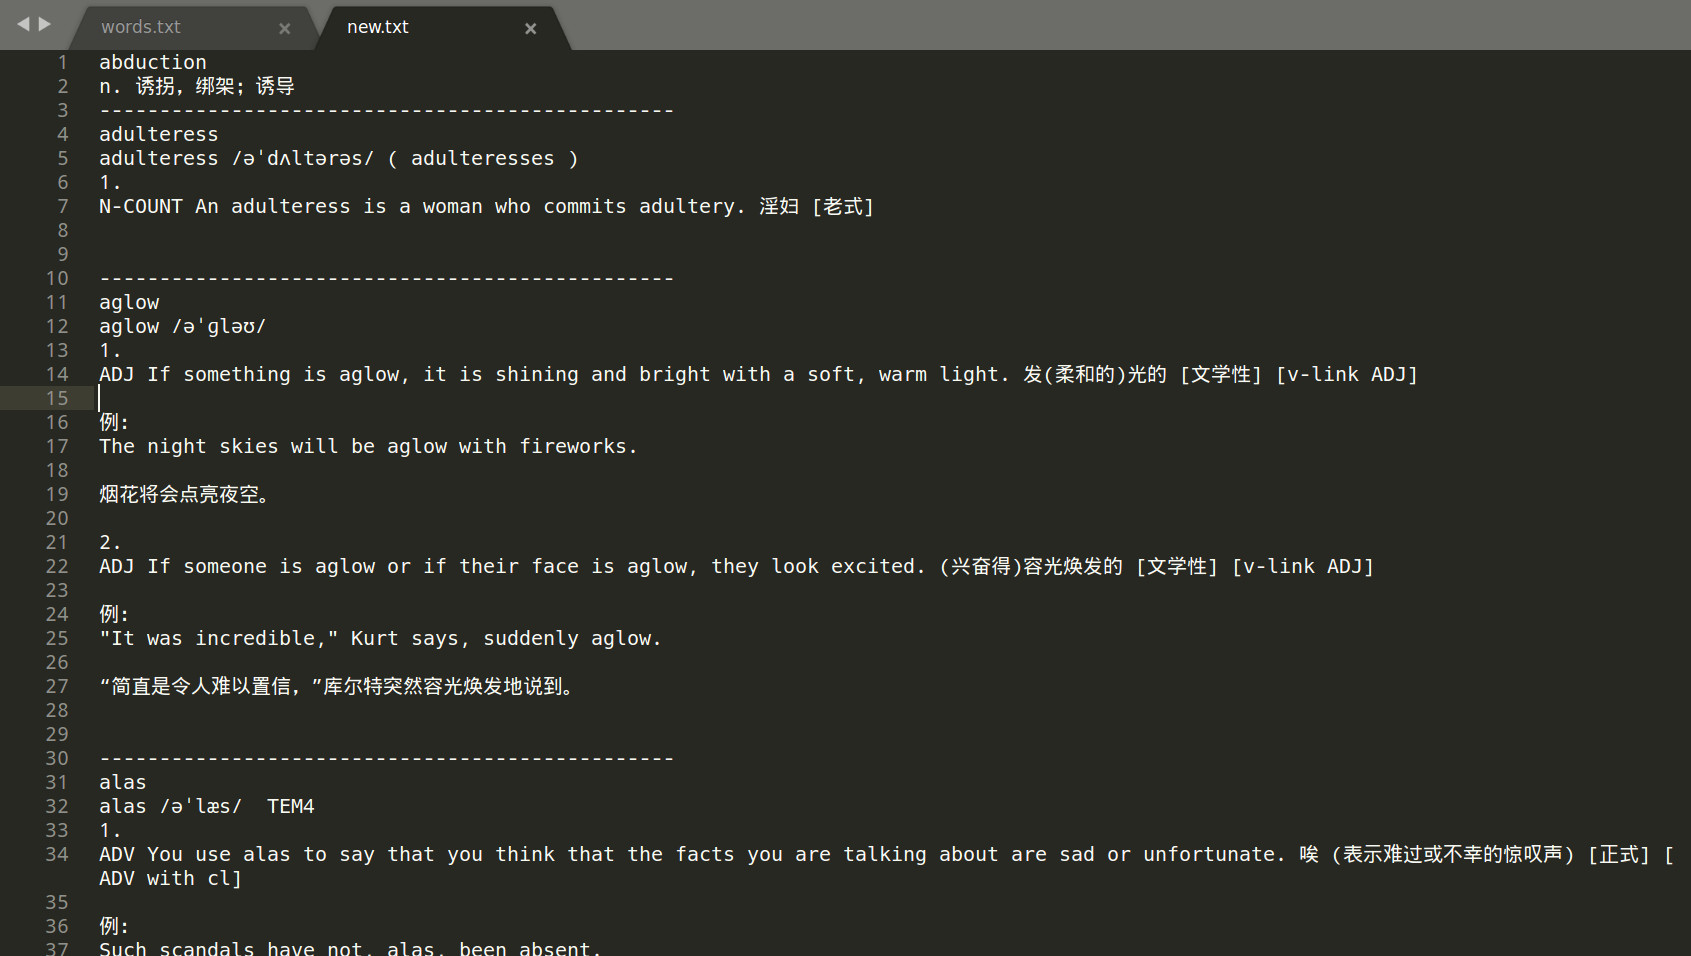 words.txt × new.txt ×
1 abduction
2 n. 诱拐，绑架；诱导
3 ------------------------------------------------
4 adulteress
5 adulteress /əˈdʌltərəs/ ( adulteresses )
6 1.
7 N-COUNT An adulteress is a woman who commits adultery. 淫妇 [老式]
8
9
10 ------------------------------------------------
11 aglow
12 aglow /əˈɡləʊ/
13 1.
14 ADJ If something is aglow, it is shining and bright with a soft, warm light. 发(柔和的)光的 [文学性] [v-link ADJ]
15
16 例:
17 The night skies will be aglow with fireworks.
18
19 烟花将会点亮夜空。
20
21 2.
22 ADJ If someone is aglow or if their face is aglow, they look excited. (兴奋得)容光焕发的 [文学性] [v-link ADJ]
23
24 例:
25 "It was incredible," Kurt says, suddenly aglow.
26
27 “简直是令人难以置信，”库尔特突然容光焕发地说到。
28
29
30 ------------------------------------------------
31 alas
32 alas /əˈlæs/  TEM4
33 1.
34 ADV You use alas to say that you think that the facts you are talking about are sad or unfortunate. 唉 (表示难过或不幸的惊叹声) [正式] [
ADV with cl]
35
36 例:
37 Such scandals have not, alas, been absent.